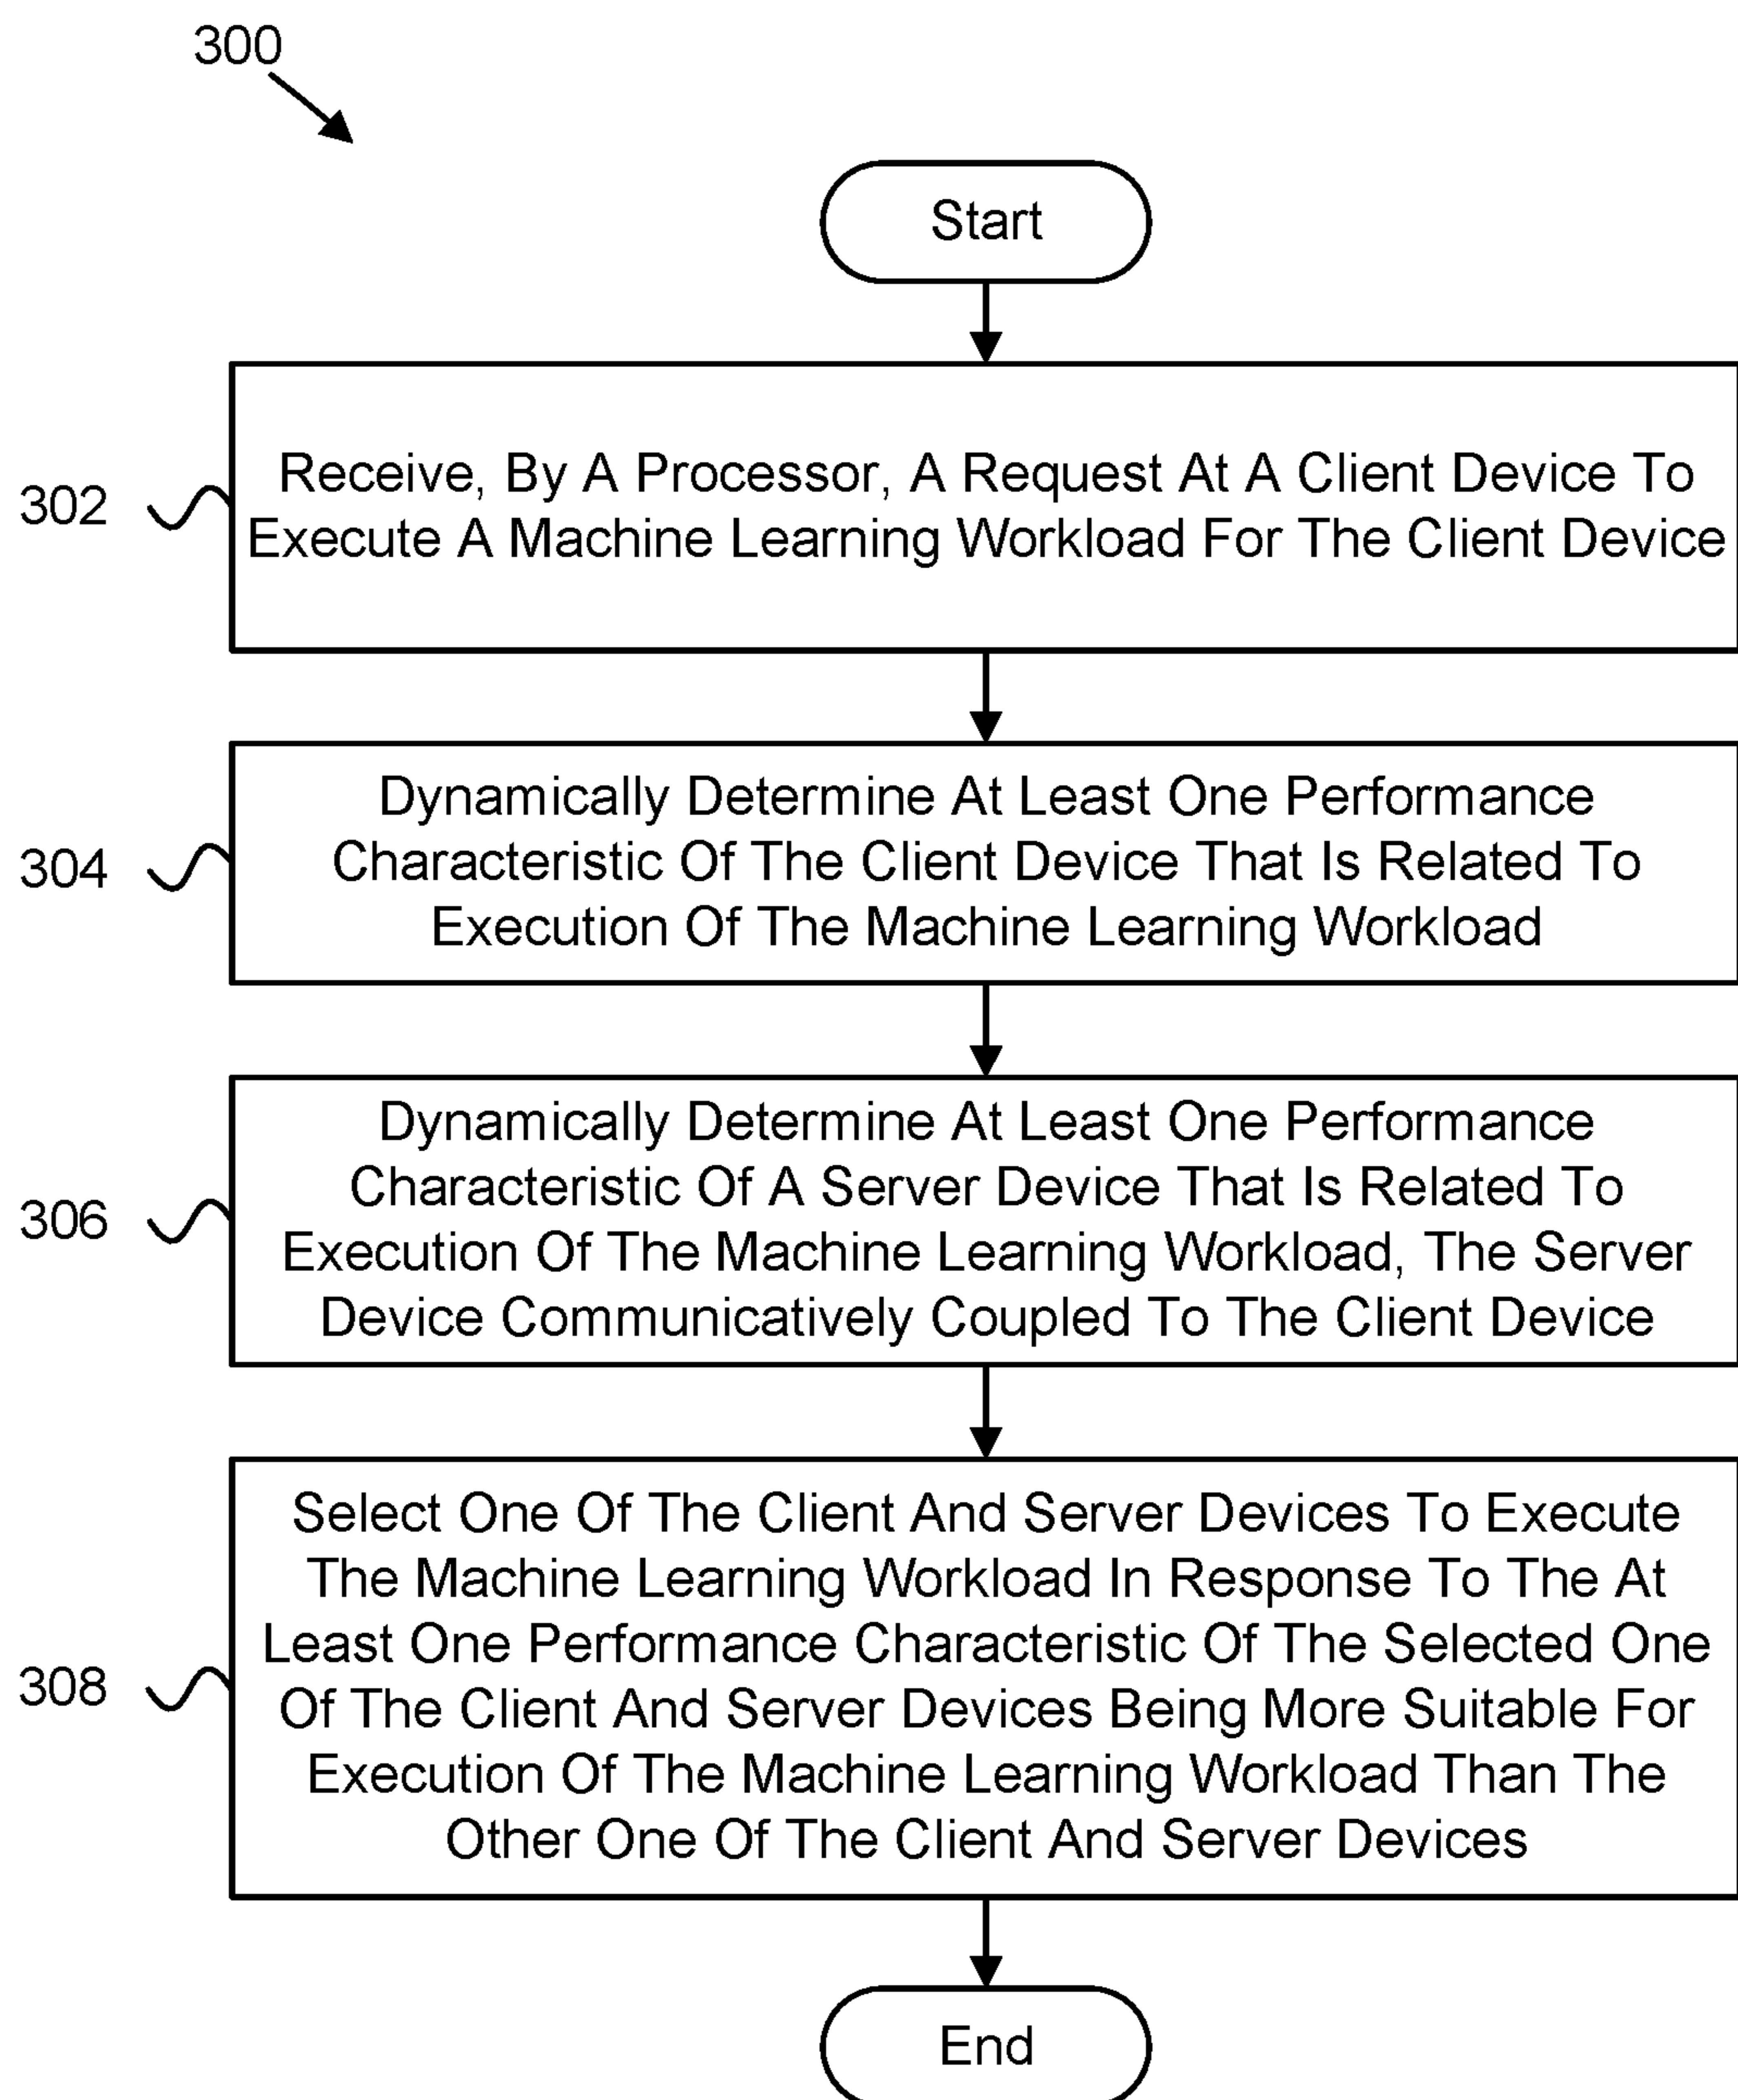 300
Start
302
Receive, By A Processor, A Request At A Client Device To
Execute A Machine Learning Workload For The Client Device
304
Dynamically Determine At Least One Performance
Characteristic Of The Client Device That Is Related To
Execution Of The Machine Learning Workload
306
Dynamically Determine At Least One Performance
Characteristic Of A Server Device That Is Related To
Execution Of The Machine Learning Workload, The Server
Device Communicatively Coupled To The Client Device
308
Select One Of The Client And Server Devices To Execute
The Machine Learning Workload In Response To The At
Least One Performance Characteristic Of The Selected One
Of The Client And Server Devices Being More Suitable For
Execution Of The Machine Learning Workload Than The
Other One Of The Client And Server Devices
End